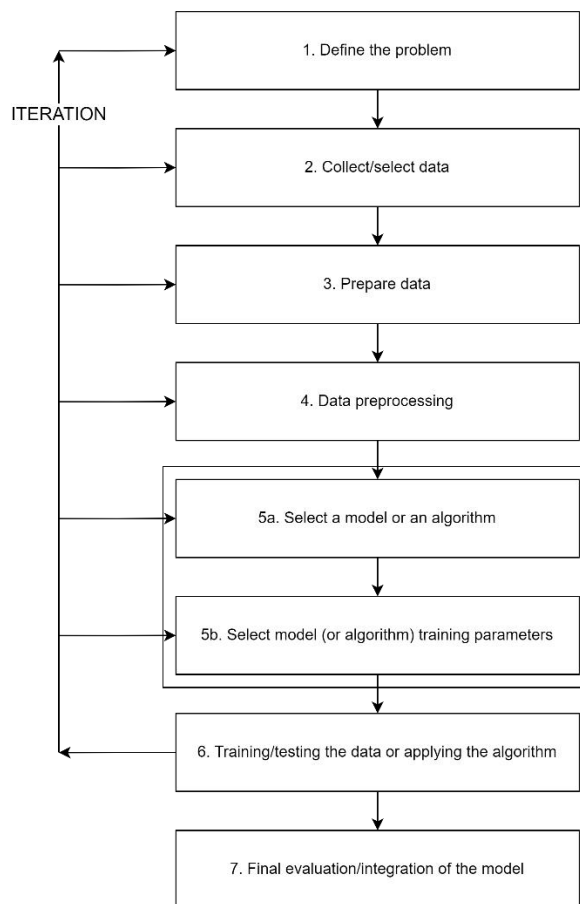 1. Define the problem
ITERATION
2. Collect/select data
3. Prepare data
4. Data preprocessing
5a. Select a model or an algorithm
5b. Select model (or algorithm) training parameters
6. Training/testing the data or applying the algorithm
7. Final evaluation/integration of the model